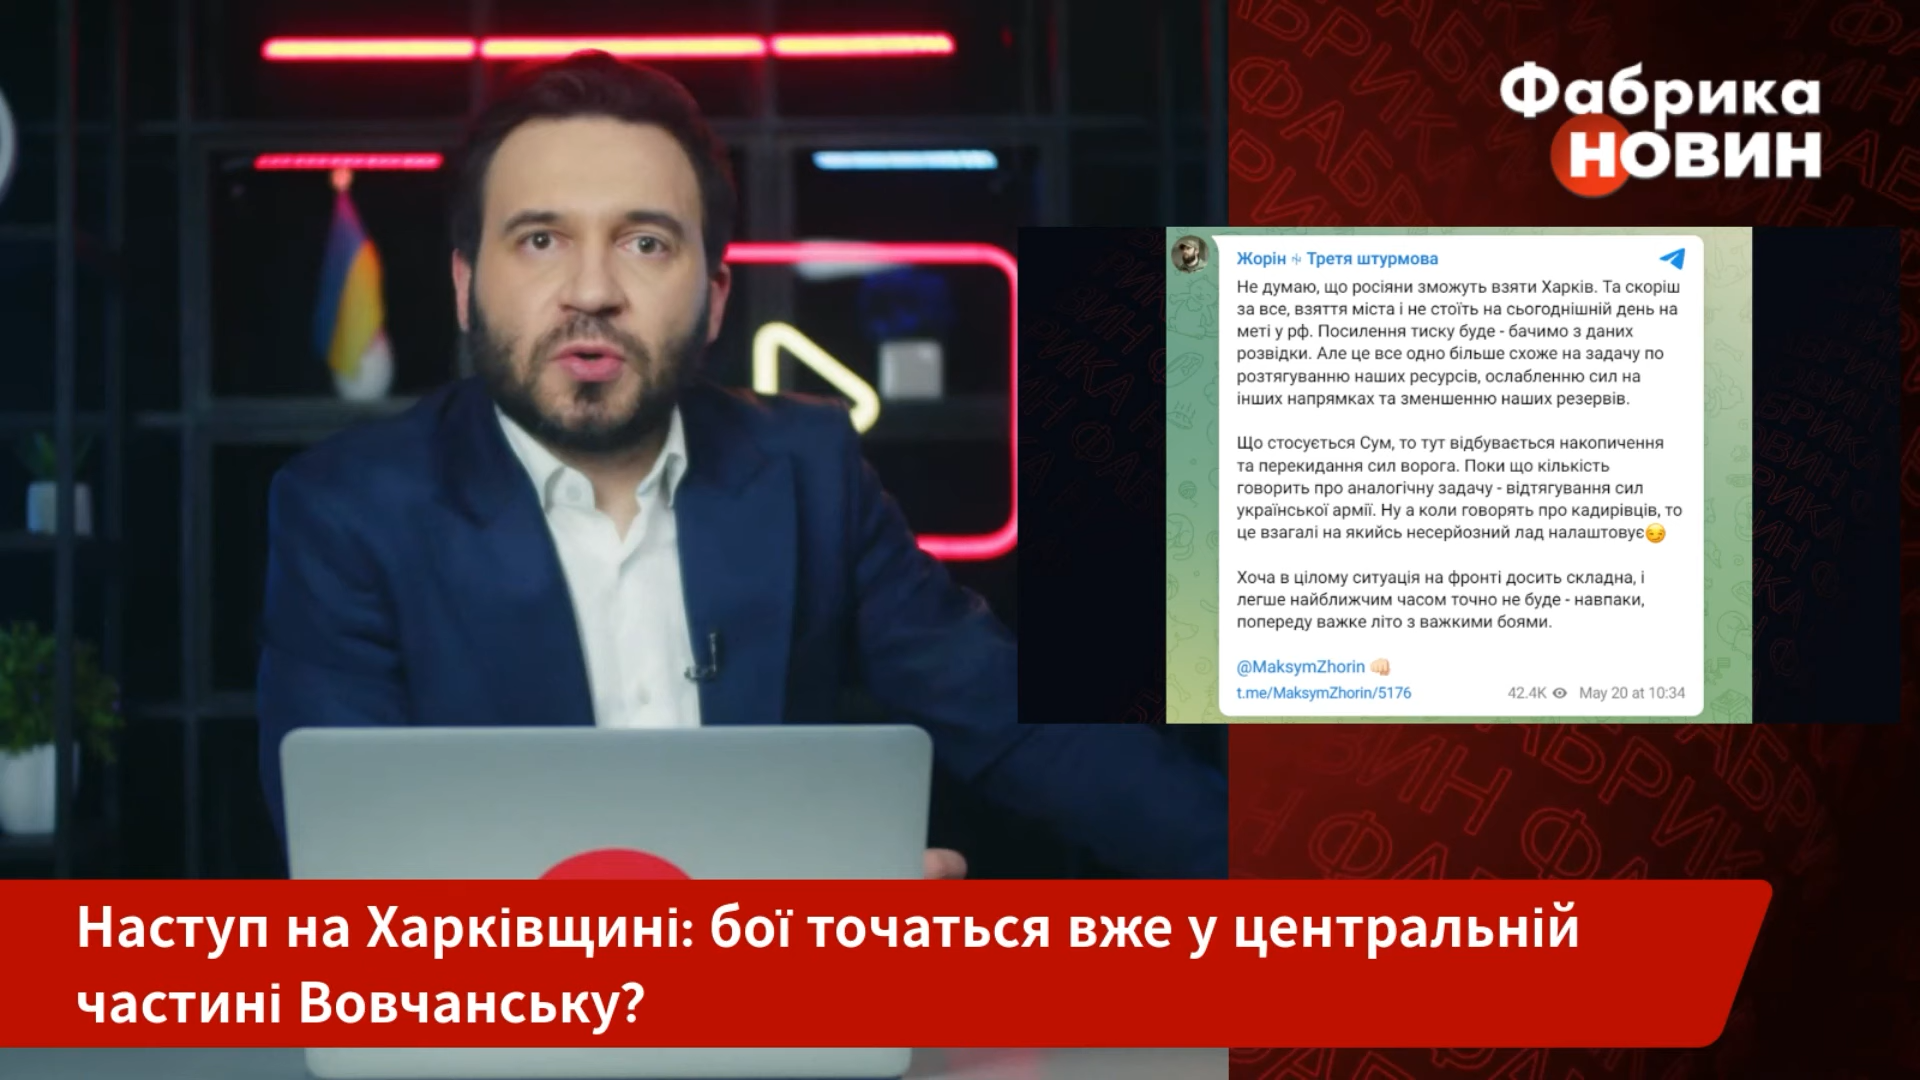 Фабрика
НОВИН
Жорін Третя штурмова
Не думаю, що росіяни зможуть взяти Харків. Та скоріш
за все, взяття міста і не стоїть на сьогоднішній день на
меті у рф. Посилення тиску буде - бачимо з даних
розвідки. Але це все одно більше схоже на задачу по
розтягуванню наших ресурсів, ослабленню сил на
інших напрямках та зменшенню наших резервів.
Що стосується Сум, то тут відбувається накопичення
та перекидання сил ворога. Поки що кількість
говорить про аналогічну задачу - відтягування сил
української армії. Ну а коли говорять про кадирівців, то
це взагалі на якийсь несерйозний лад налаштовує😏
Хоча в цілому ситуація на фронті досить складна, і
легше найближчим часом точно не буде - навпаки,
попереду важке літо з важкими боями.
@MaksymZhorin 👊🏻
t.me/MaksymZhorin/5176 42.4K May 20 at 10:34
Наступ на Харківщині: бої точаться вже у центральній
частині Вовчанську?